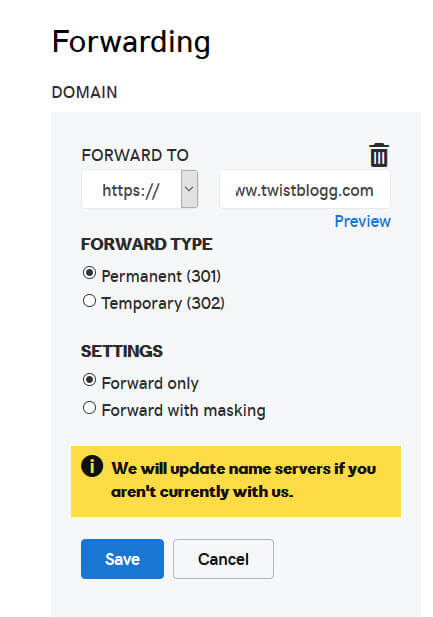 Forwarding
DOMAIN
FORWARD TO
https://
ww.twistblogg.com
Preview
FORWARD TYPE
Permanent (301)
Temporary (302)
SETTINGS
Forward only
Forward with masking
We will update name servers if you
aren't currently with us.
Save
Cancel